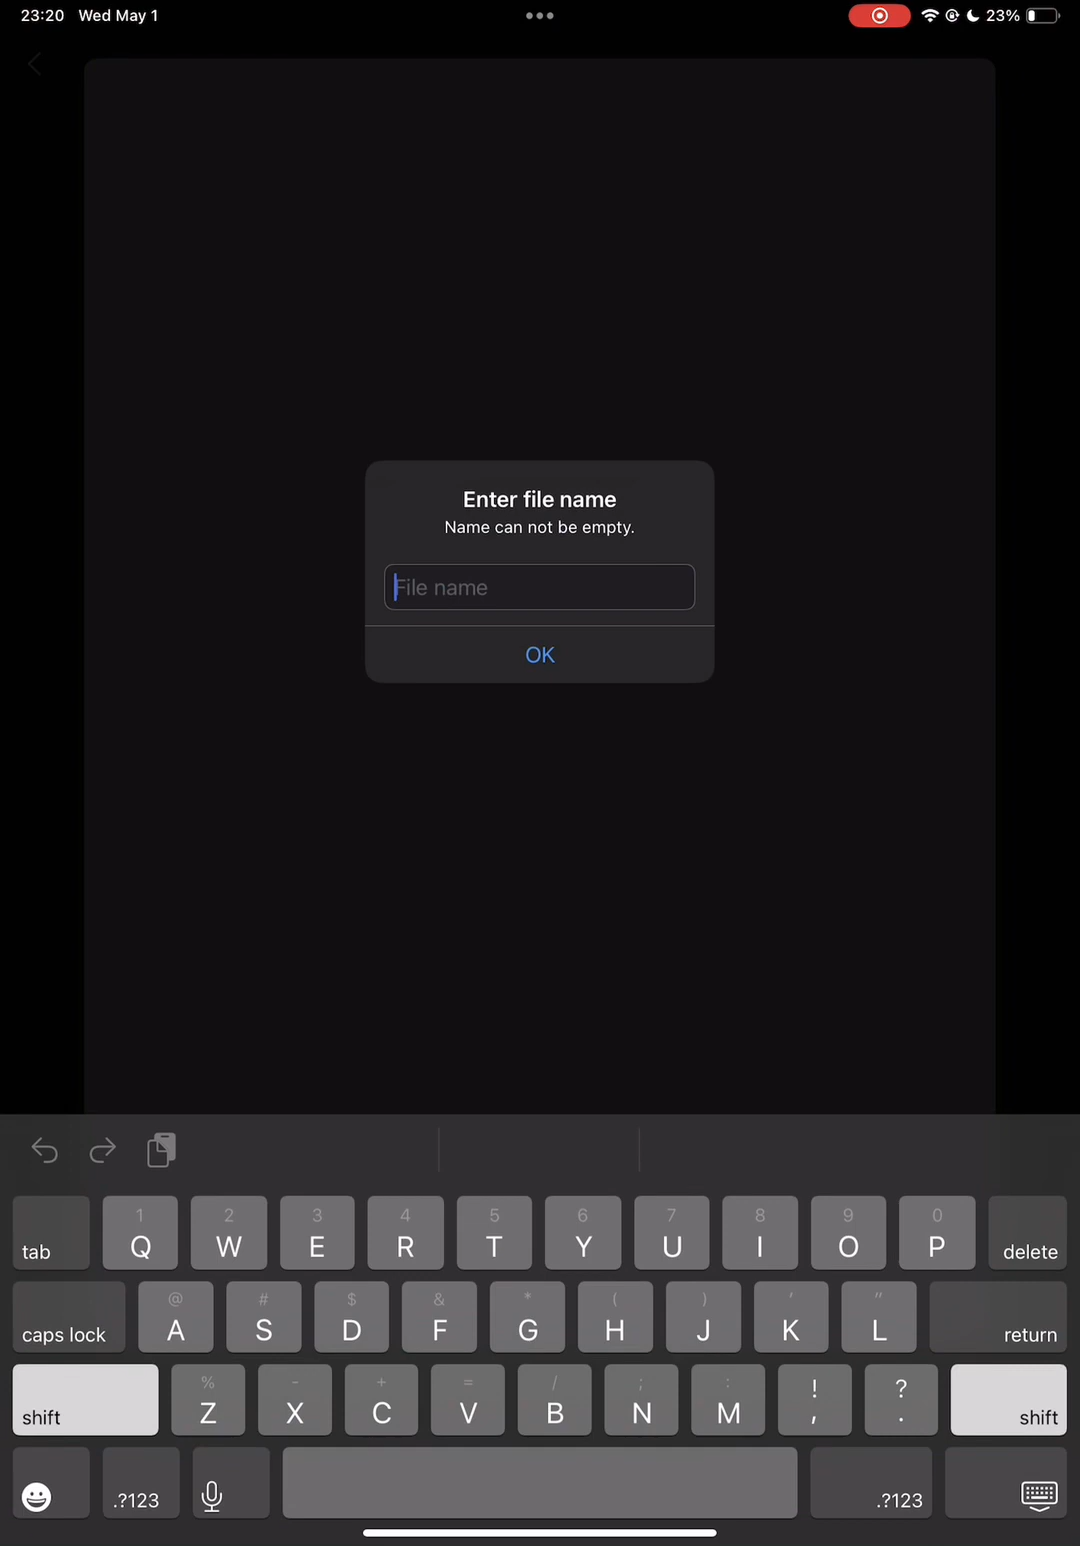 23:20 Wed May 1
23%
Enter file name
Name can not be empty.
File name
OK
tab 1 Q 2 W 3 E 4 R 5 T 6 Y 7 U 8 I 9 O 0 P delete
caps lock @ A # S $ D & F * G ( H ) J ' K " L return
shift % Z - X + C = V / B ; N : M ! , ? . shift
.?123 .?123